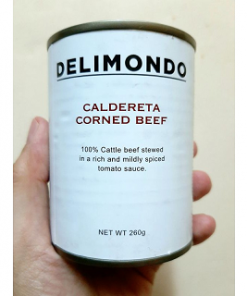 DELIMONDO
CALDERETA
CORNED BEEF
100% Cattle beef stewed
in a rich and mildly spiced
tomato sauce.
NET WT 260g